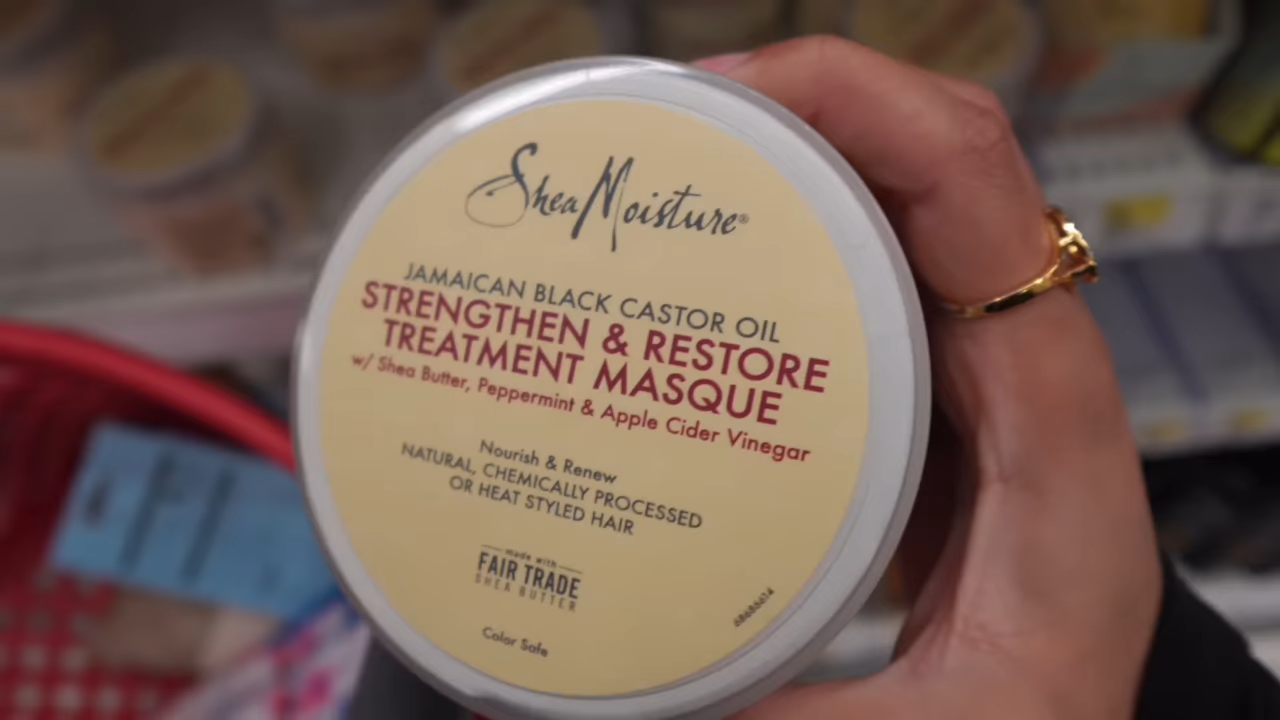 SheaMoisture®
JAMAICAN BLACK CASTOR OIL
STRENGTHEN & RESTORE
TREATMENT MASQUE
w/ Shea Butter, Peppermint & Apple Cider Vinegar
Nourish & Renew
NATURAL, CHEMICALLY PROCESSED
OR HEAT STYLED HAIR
made with
FAIR TRADE
SHEA BUTTER
Color Safe